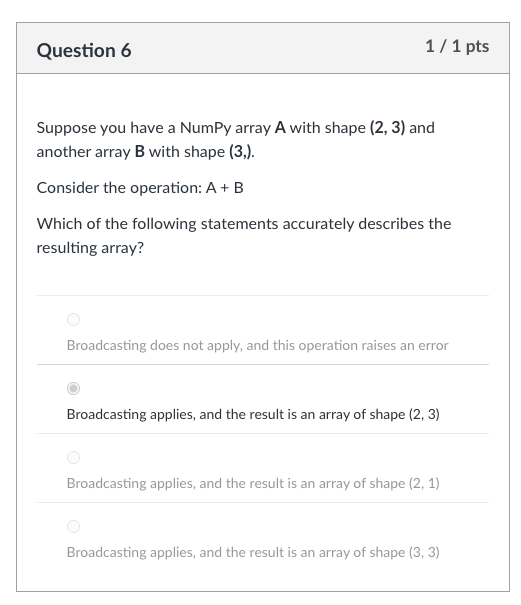 Question 6
1 / 1 pts
Suppose you have a NumPy array A with shape (2, 3) and
another array B with shape (3,).
Consider the operation: A + B
Which of the following statements accurately describes the
resulting array?
Broadcasting does not apply, and this operation raises an error
Broadcasting applies, and the result is an array of shape (2, 3)
Broadcasting applies, and the result is an array of shape (2, 1)
Broadcasting applies, and the result is an array of shape (3, 3)